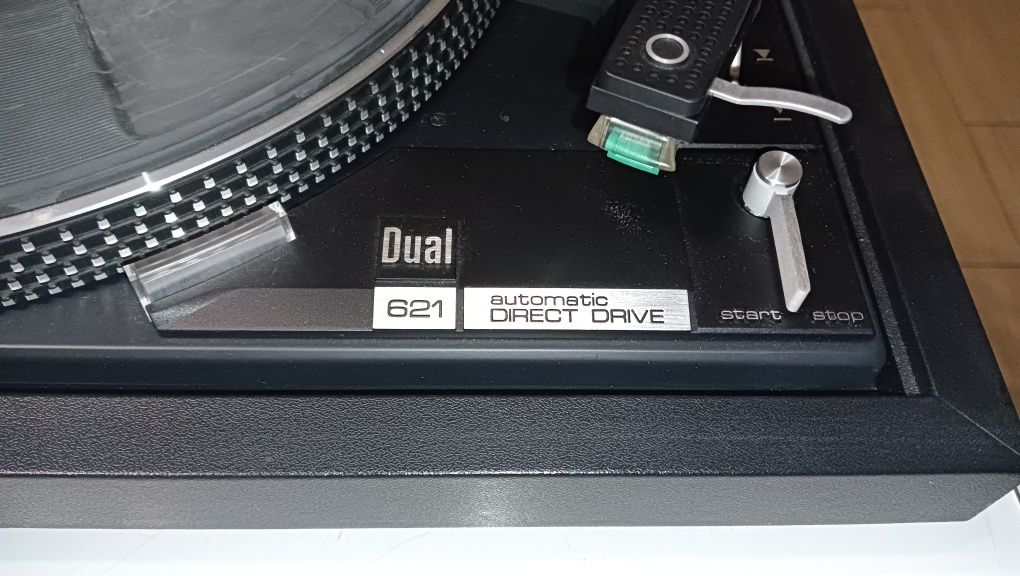 Dual
621
automatic
DIRECT DRIVE
start stop